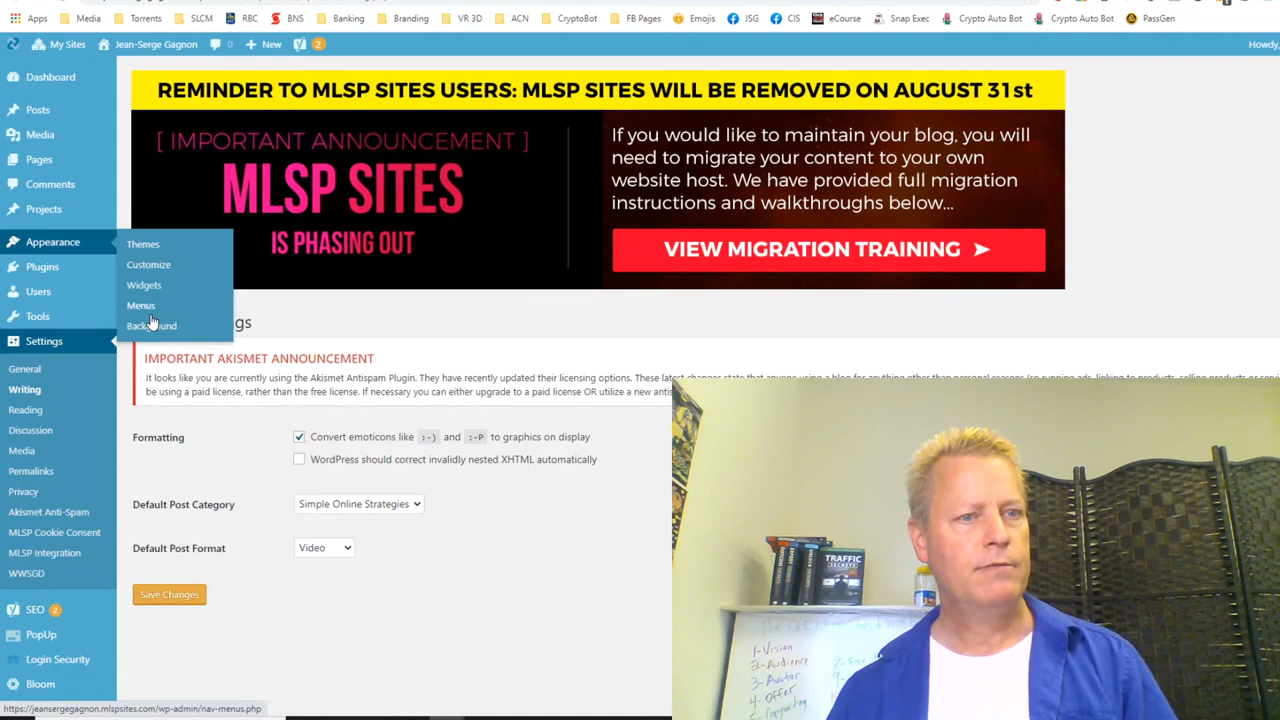 Apps Media Torrents SLCM RBC BNS Banking Branding VR 3D ACN CryptoBot FB Pages Emojis JSG CIS eCourse Snap Exec Crypto Auto Bot Crypto Auto Bot PassGen
My Sites Jean-Serge Gagnon 0 New 2 Howdy,
Dashboard
Posts
Media
Pages
Comments
Projects
Appearance
Plugins
Users
Tools
Settings
General
Writing
Reading
Discussion
Media
Permalinks
Privacy
Akismet Anti-Spam
MLSP Cookie Consent
MLSP Integration
WWSGD
SEO 2
PopUp
Login Security
Bloom
Themes
Customize
Widgets
Menus
Background
REMINDER TO MLSP SITES USERS: MLSP SITES WILL BE REMOVED ON AUGUST 31st
[ IMPORTANT ANNOUNCEMENT ]
MLSP SITES
IS PHASING OUT
If you would like to maintain your blog, you will
need to migrate your content to your own
website host. We have provided full migration
instructions and walkthroughs below...
VIEW MIGRATION TRAINING ➤
gs
IMPORTANT AKISMET ANNOUNCEMENT
It looks like you are currently using the Akismet Antispam Plugin. They have recently updated their licensing options. These latest changes state that anyone using a blog for anything other than personal reasons
be using a paid license, rather than the free license. If necessary you can either upgrade to a paid license OR utilize a new
Formatting
Convert emoticons like :-) and :-P to graphics on display
WordPress should correct invalidly nested XHTML automatically
Default Post Category Simple Online Strategies
Default Post Format Video
Save Changes
TRAFFIC
SECRETS
1-Vision
2-Audience
3-Avatar
4-Offer
https://jeansergegagnon.mlspsites.com/wp-admin/nav-menus.php